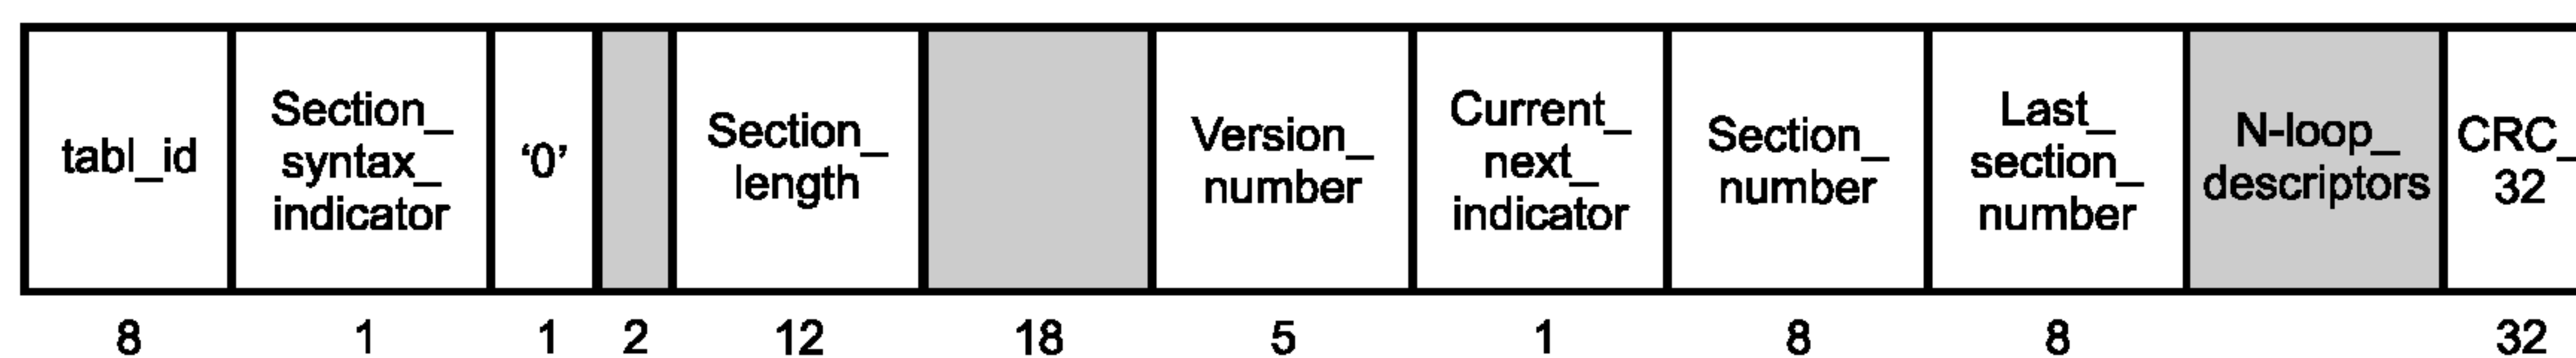 tabl_id
Section_
syntax_
indicator
‘0’
Section_
length
Version_
number
Current_
next_
indicator
Section_
number
Last_
section_
number
N-loop_
descriptors
CRC_
32
8 1 1 2 12 18 5 1 8 8 32